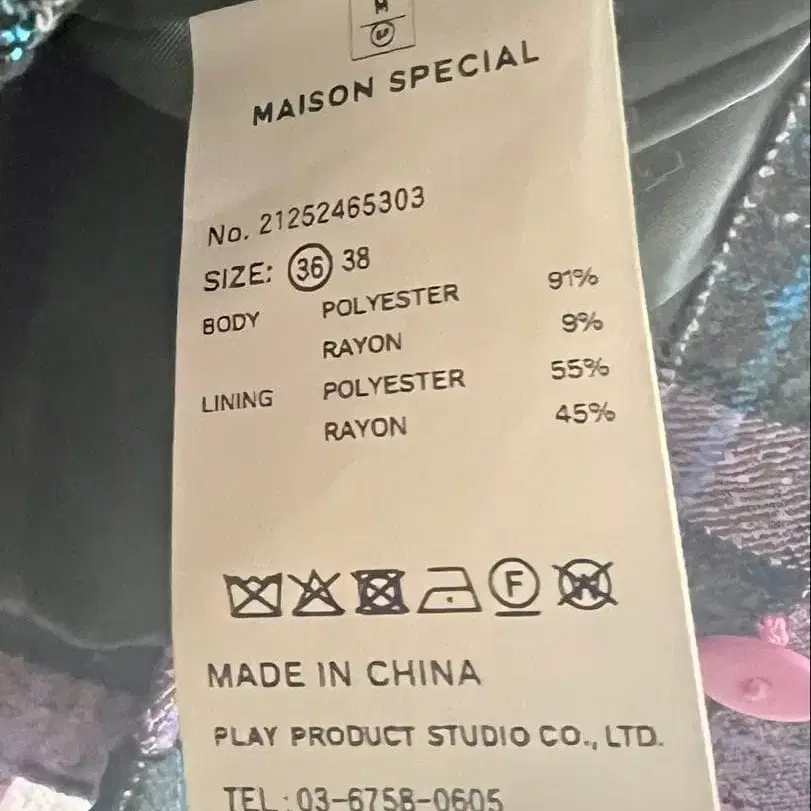 M
MAISON SPECIAL
No. 21252465303
SIZE: 36 38
BODY POLYESTER 91%
RAYON 9%
LINING POLYESTER 55%
RAYON 45%
F W
MADE IN CHINA
PLAY PRODUCT STUDIO CO., LTD.
TEL : 03-6758-0605